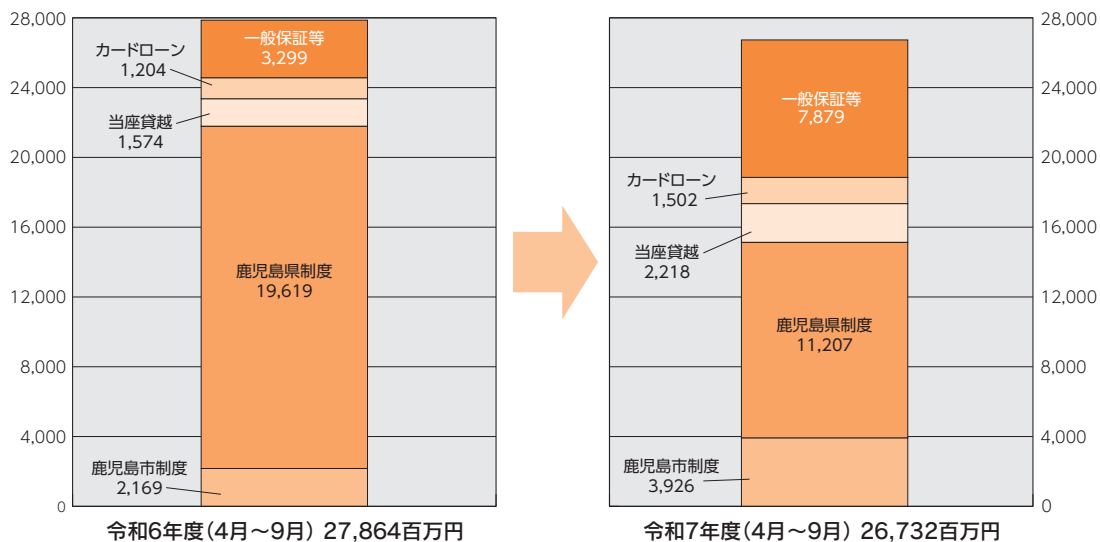 28,000
24,000
20,000
16,000
12,000
8,000
4,000
0
一般保証等
3,299
カードローン
1,204
当座貸越
1,574
鹿児島県制度
19,619
鹿児島市制度
2,169
令和6年度(4月〜9月) 27,864百万円
一般保証等
7,879
カードローン
1,502
当座貸越
2,218
鹿児島県制度
11,207
鹿児島市制度
3,926
28,000
24,000
20,000
16,000
12,000
8,000
4,000
0
令和7年度(4月〜9月) 26,732百万円